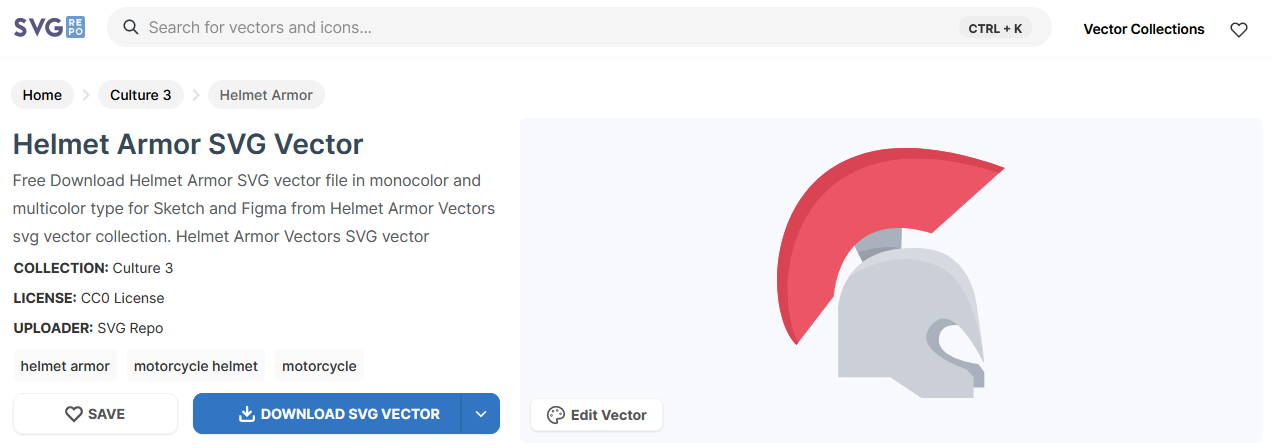 SVG REPO
Search for vectors and icons...
CTRL + K
Vector Collections
Home
Culture 3
Helmet Armor
Helmet Armor SVG Vector
Free Download Helmet Armor SVG vector file in monocolor and
multicolor type for Sketch and Figma from Helmet Armor Vectors
svg vector collection. Helmet Armor Vectors SVG vector
COLLECTION: Culture 3
LICENSE: CC0 License
UPLOADER: SVG Repo
helmet armor motorcycle helmet motorcycle
SAVE
DOWNLOAD SVG VECTOR
Edit Vector